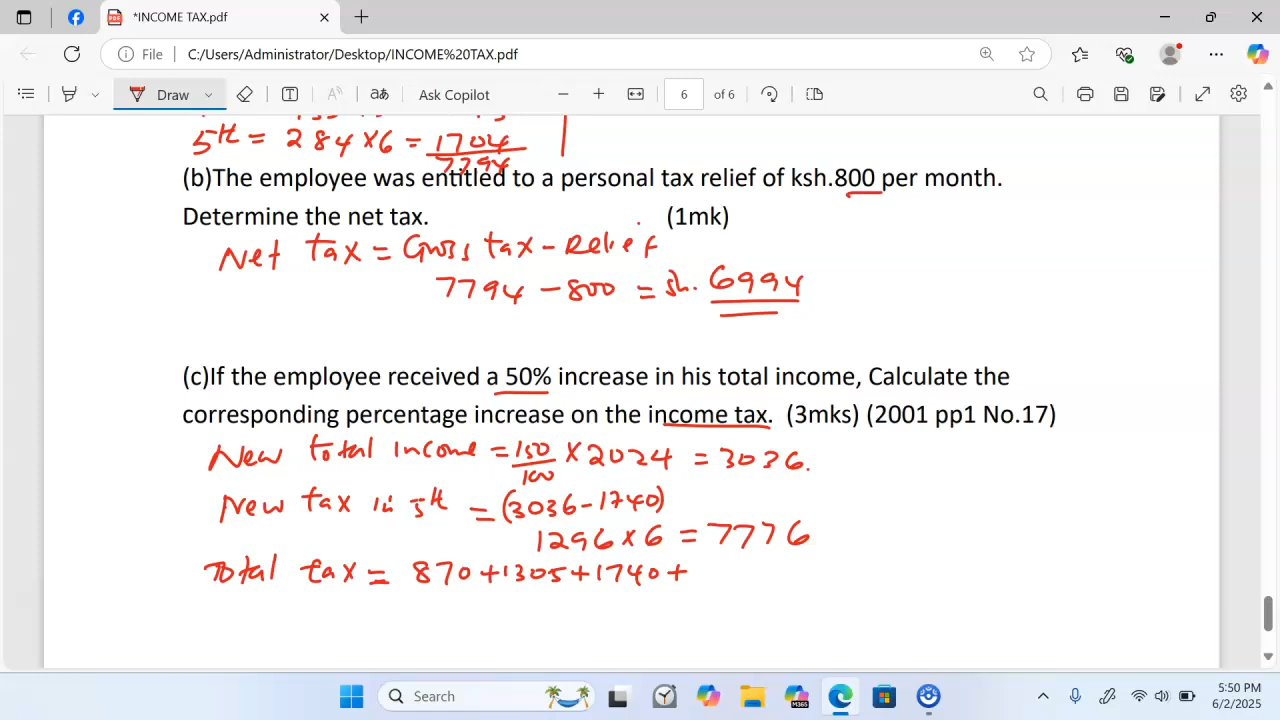 *INCOME TAX.pdf
File C:/Users/Administrator/Desktop/INCOME%20TAX.pdf
Draw Ask Copilot 6 of 6
5th = 284 × 6 = 1704
7794
(b)The employee was entitled to a personal tax relief of ksh.800 per month.
Determine the net tax. (1mk)
Net tax = Gross tax - Relief
7794 - 800 = sh. 6994
(c)If the employee received a 50% increase in his total income, Calculate the
corresponding percentage increase on the income tax. (3mks) (2001 pp1 No.17)
New total income = 150/100 × 2024 = 3036.
New tax in 5th = (3036-1740)
1296 × 6 = 7776
Total tax = 870+1305+1740+
Search
M365
5:50 PM
6/2/2025